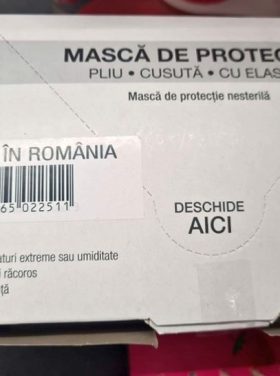 MASCĂ DE PROTEC
PLIU • CUSUTĂ • CU ELAS
Mască de protecție nesterilă
ÎN ROMÂNIA
65 022511
DESCHIDE
AICI
aturi extreme sau umiditate
i răcoros
ță